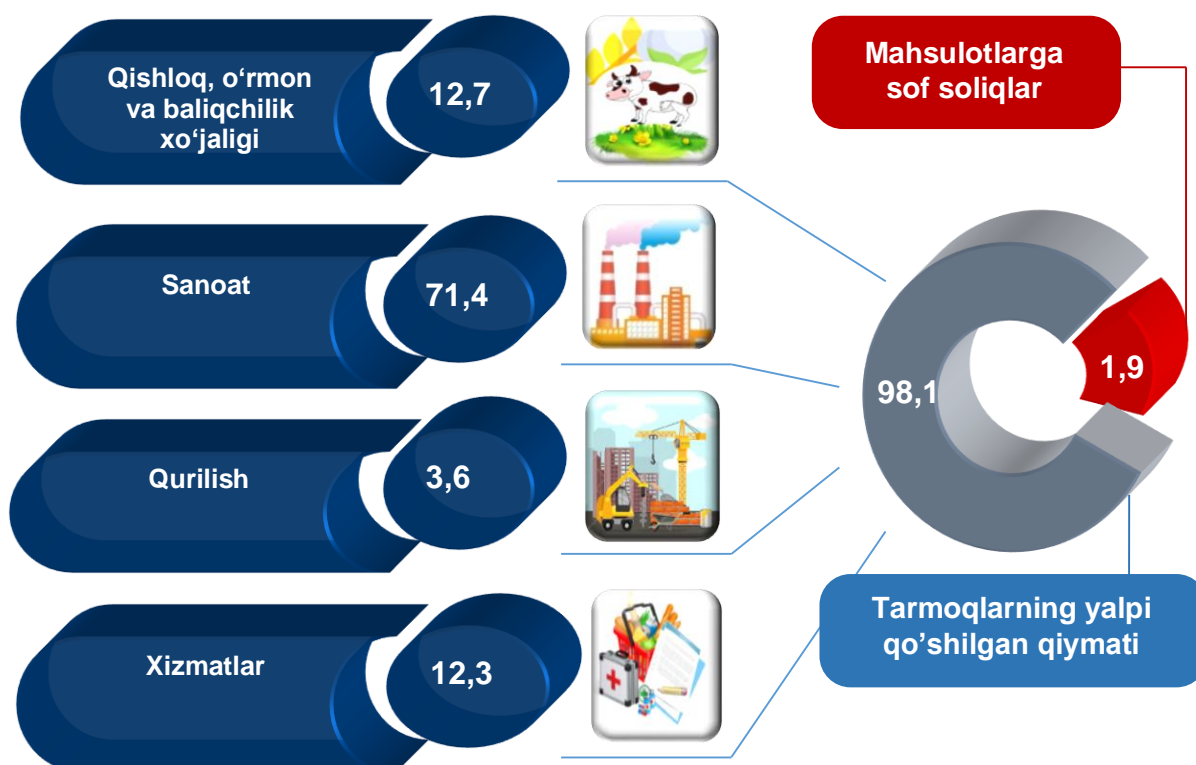 Qishloq, o‘rmon
va baliqchilik
xo‘jaligi
12,7
Mahsulotlarga
sof soliqlar
Sanoat
71,4
98,1
1,9
Qurilish
3,6
Xizmatlar
12,3
Tarmoqlarning yalpi
qo’shilgan qiymati